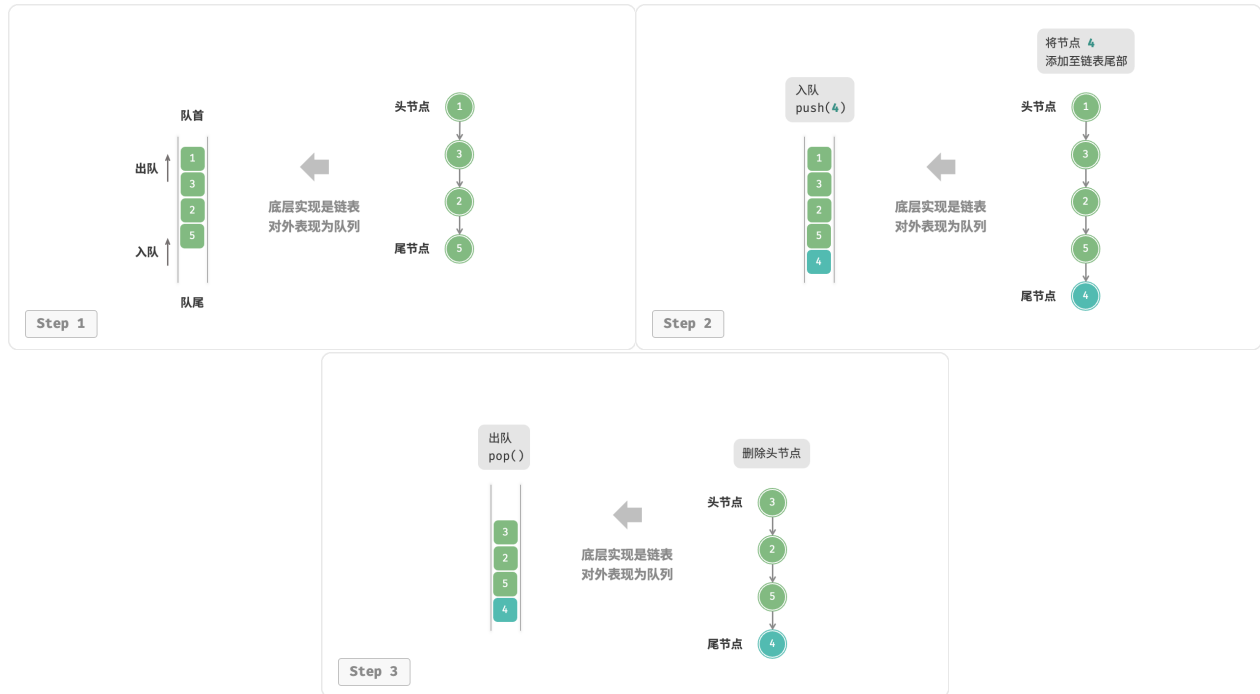 队首
出队
1
3
2
5
入队
队尾
底层实现是链表
对外表现为队列
头节点
1
3
2
尾节点
5
Step 1
入队
push(4)
1
3
2
5
4
底层实现是链表
对外表现为队列
将节点 4
添加至链表尾部
头节点
1
3
2
5
尾节点
4
Step 2
出队
pop()
3
2
5
4
底层实现是链表
对外表现为队列
删除头节点
头节点
3
2
5
尾节点
4
Step 3